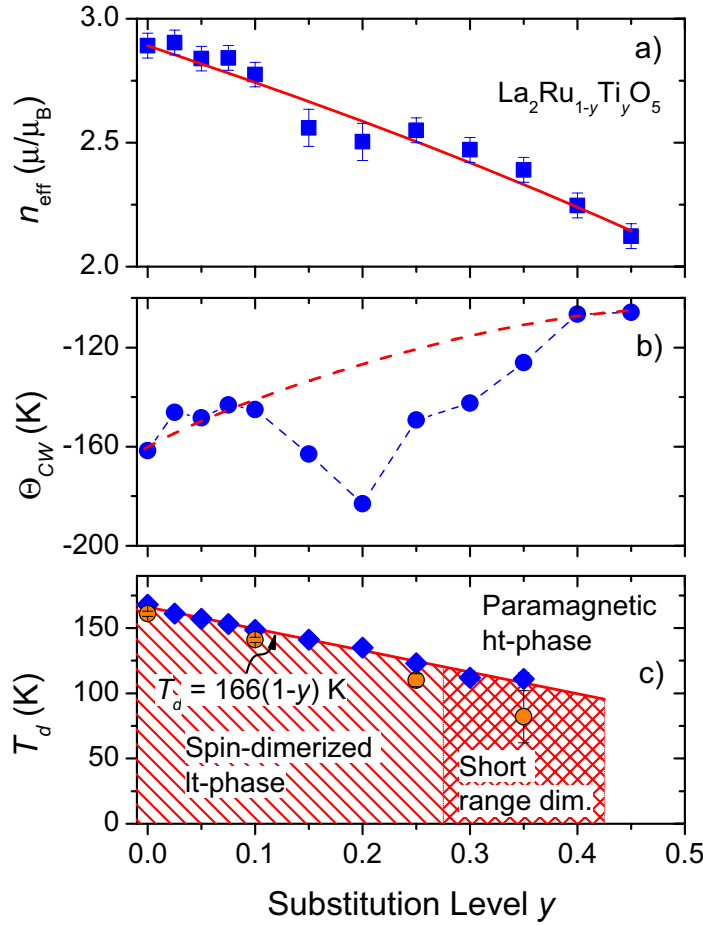 3.0
2.5
2.0
n_eff (μ/μ_B)
a)
La₂Ru₁₋yTiyO₅
-120
-160
-200
Θ_CW (K)
b)
150
100
50
0
T_d (K)
Paramagnetic
ht-phase
c)
T_d = 166(1-y) K
Spin-dimerized
lt-phase
Short
range dim.
0.0 0.1 0.2 0.3 0.4 0.5
Substitution Level y